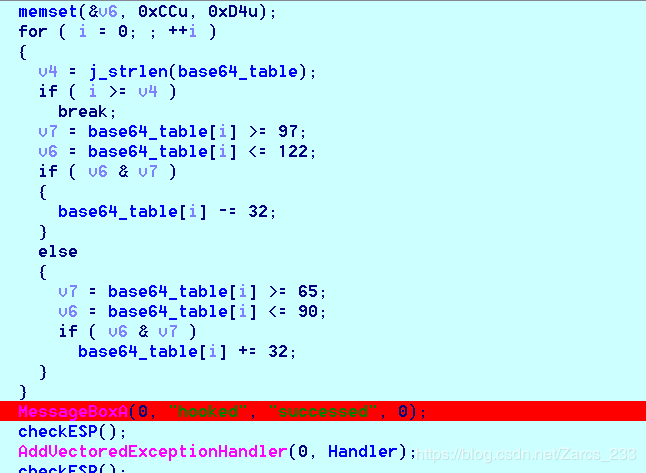 memset(&v6, 0xCCu, 0xD4u);
for ( i = 0; ; ++i )
{
v4 = j_strlen(base64_table);
if ( i >= v4 )
break;
v7 = base64_table[i] >= 97;
v6 = base64_table[i] <= 122;
if ( v6 & v7 )
{
base64_table[i] -= 32;
}
else
{
v7 = base64_table[i] >= 65;
v6 = base64_table[i] <= 90;
if ( v6 & v7 )
base64_table[i] += 32;
}
}
MessageBoxA(0, "hooked", "successed", 0);
checkESP();
AddVectoredExceptionHandler(0, Handler);
https://blog.csdn.net/Zarcs_233
checkESP();